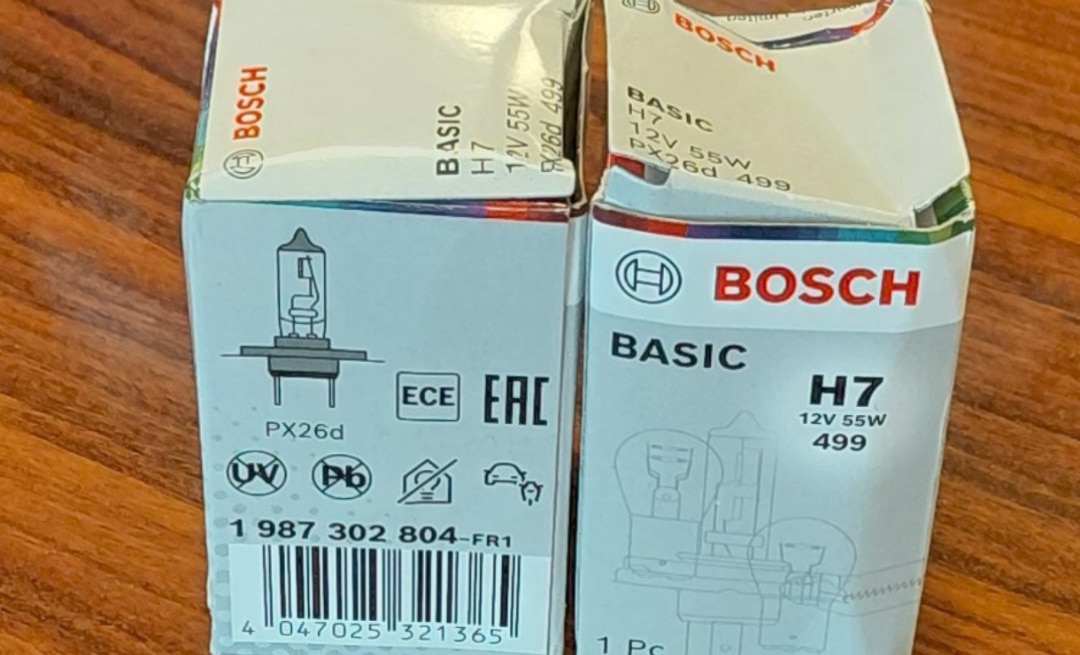 BOSCH
BASIC
H7
12V 55W
PX26d 499
PX26d
ECE
EAC
UV
Pb
1 987 302 804-FR1
4 047025 321365
BOSCH
BASIC
H7
12V 55W
PX26d 499
BOSCH
BASIC
H7
12V 55W
499
1 Pc